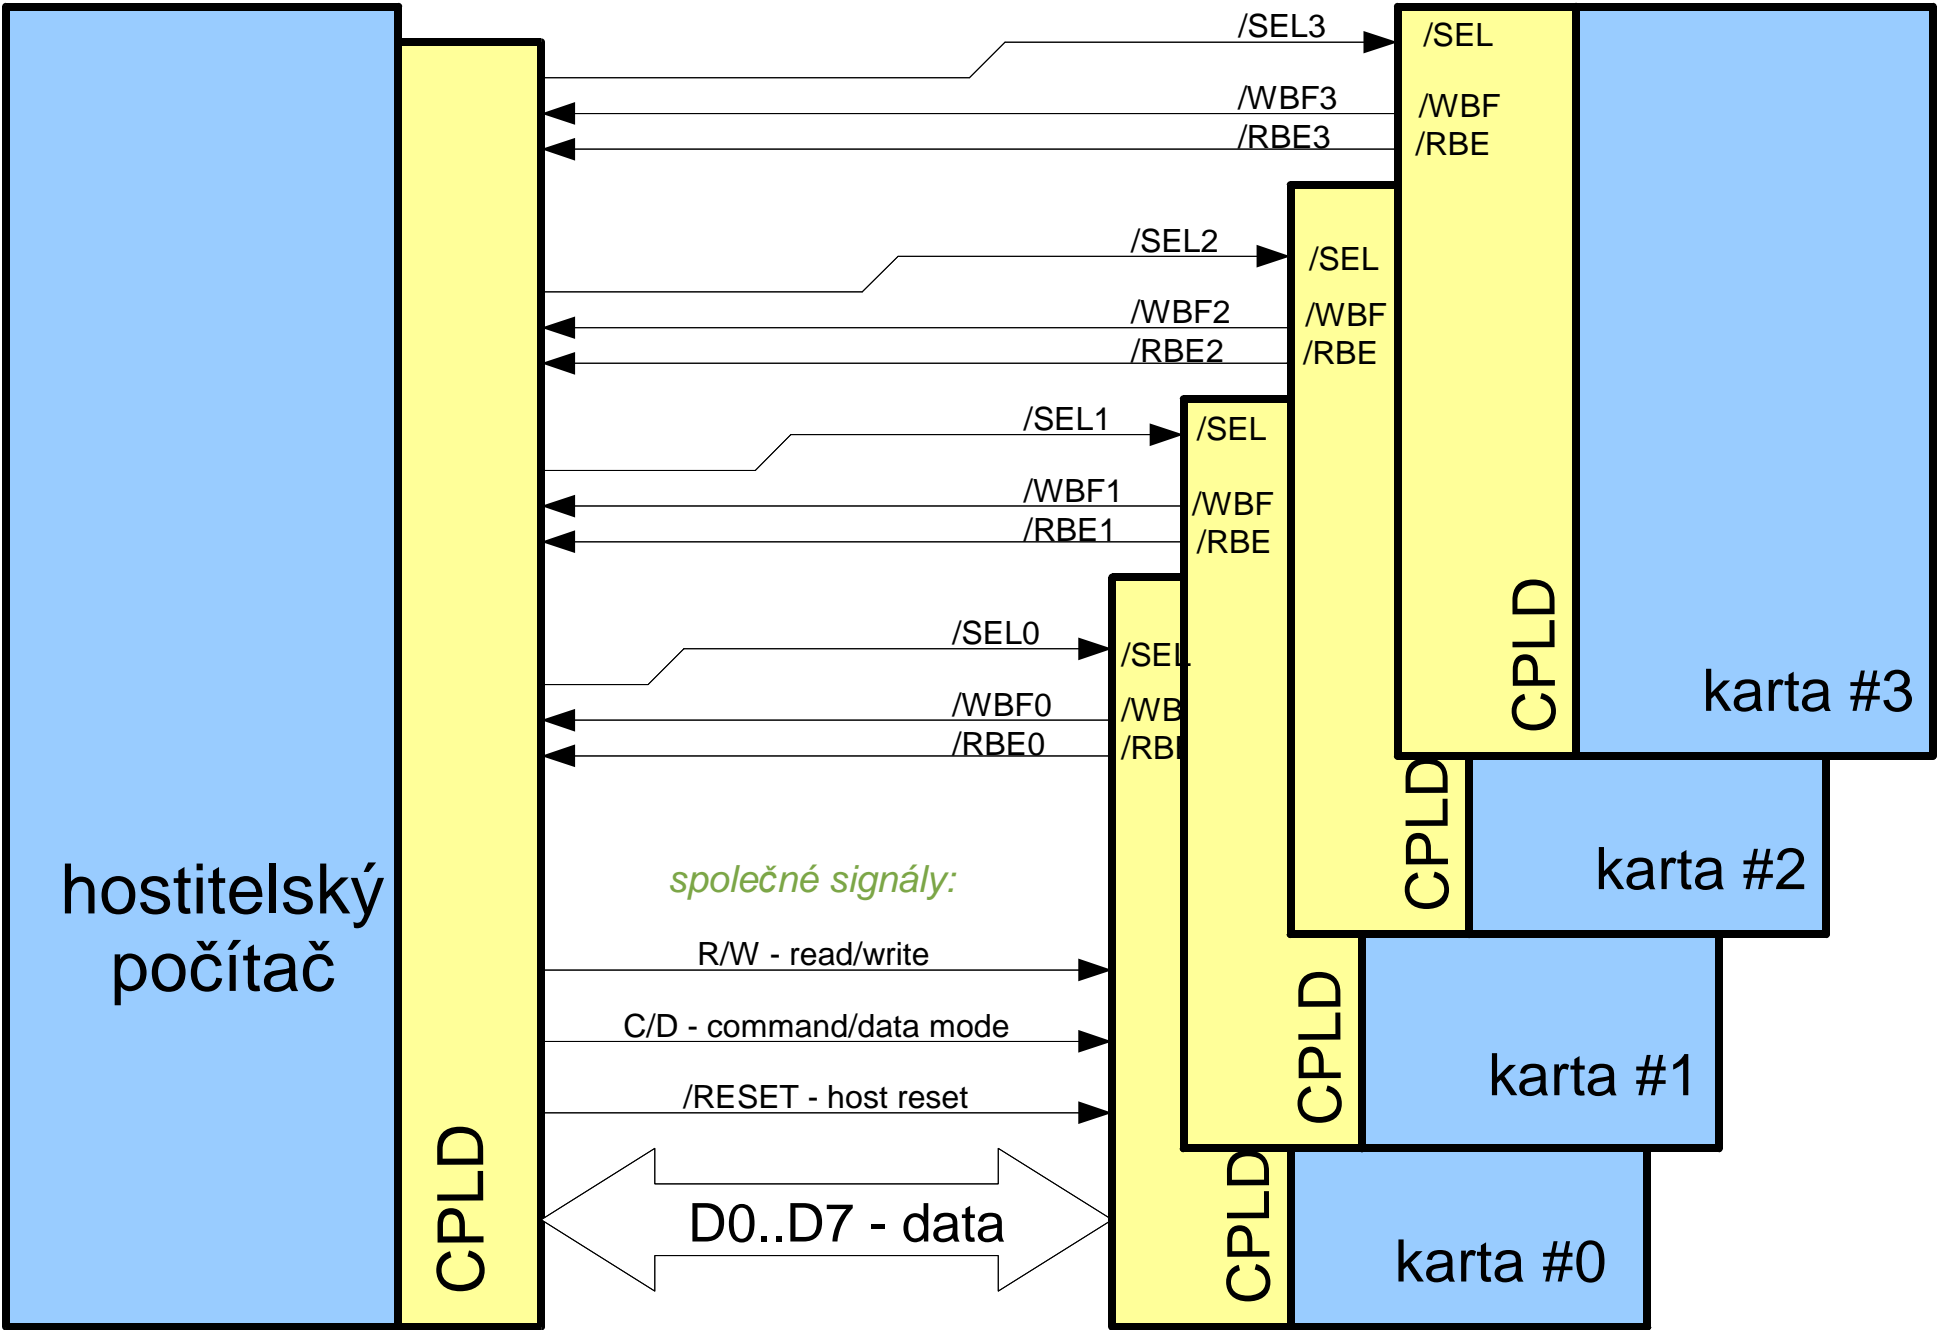 /SEL3
/SEL
/WBF3
/WBF
/RBE3
/RBE
/SEL2
/SEL
/WBF2
/WBF
/RBE2
/RBE
/SEL1
/SEL
/WBF1
/WBF
/RBE1
/RBE
/SEL0
/SEL
/WBF0
/WB
/RBE0
/RB
CPLD
karta #3
CPLD
karta #2
hostitelský
počítač
CPLD
společné signály:
R/W - read/write
C/D - command/data mode
/RESET - host reset
D0..D7 - data
CPLD
karta #1
CPLD
karta #0